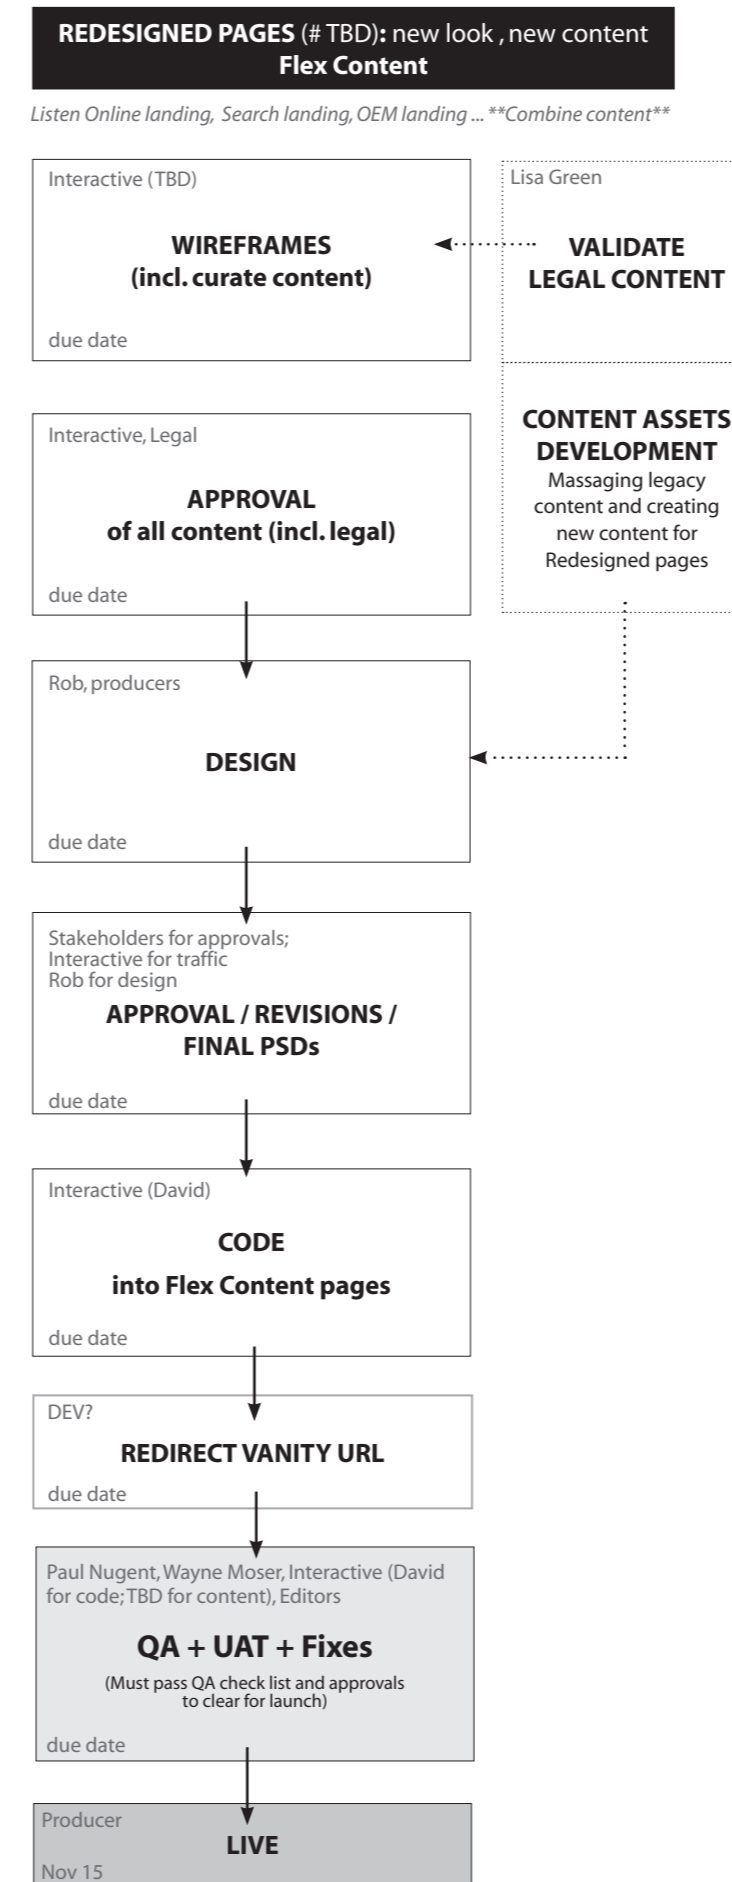 REDESIGNED PAGES (# TBD): new look , new content
Flex Content
Listen Online landing, Search landing, OEM landing ... **Combine content**
Interactive (TBD)
WIREFRAMES
(incl. curate content)
due date
Lisa Green
VALIDATE
LEGAL CONTENT
CONTENT ASSETS
DEVELOPMENT
Massaging legacy
content and creating
new content for
Redesigned pages
Interactive, Legal
APPROVAL
of all content (incl. legal)
due date
Rob, producers
DESIGN
due date
Stakeholders for approvals;
Interactive for traffic
Rob for design
APPROVAL / REVISIONS /
FINAL PSDs
due date
Interactive (David)
CODE
into Flex Content pages
due date
DEV?
REDIRECT VANITY URL
due date
Paul Nugent, Wayne Moser, Interactive (David
for code; TBD for content), Editors
QA + UAT + Fixes
(Must pass QA check list and approvals
to clear for launch)
due date
Producer
LIVE
Nov 15